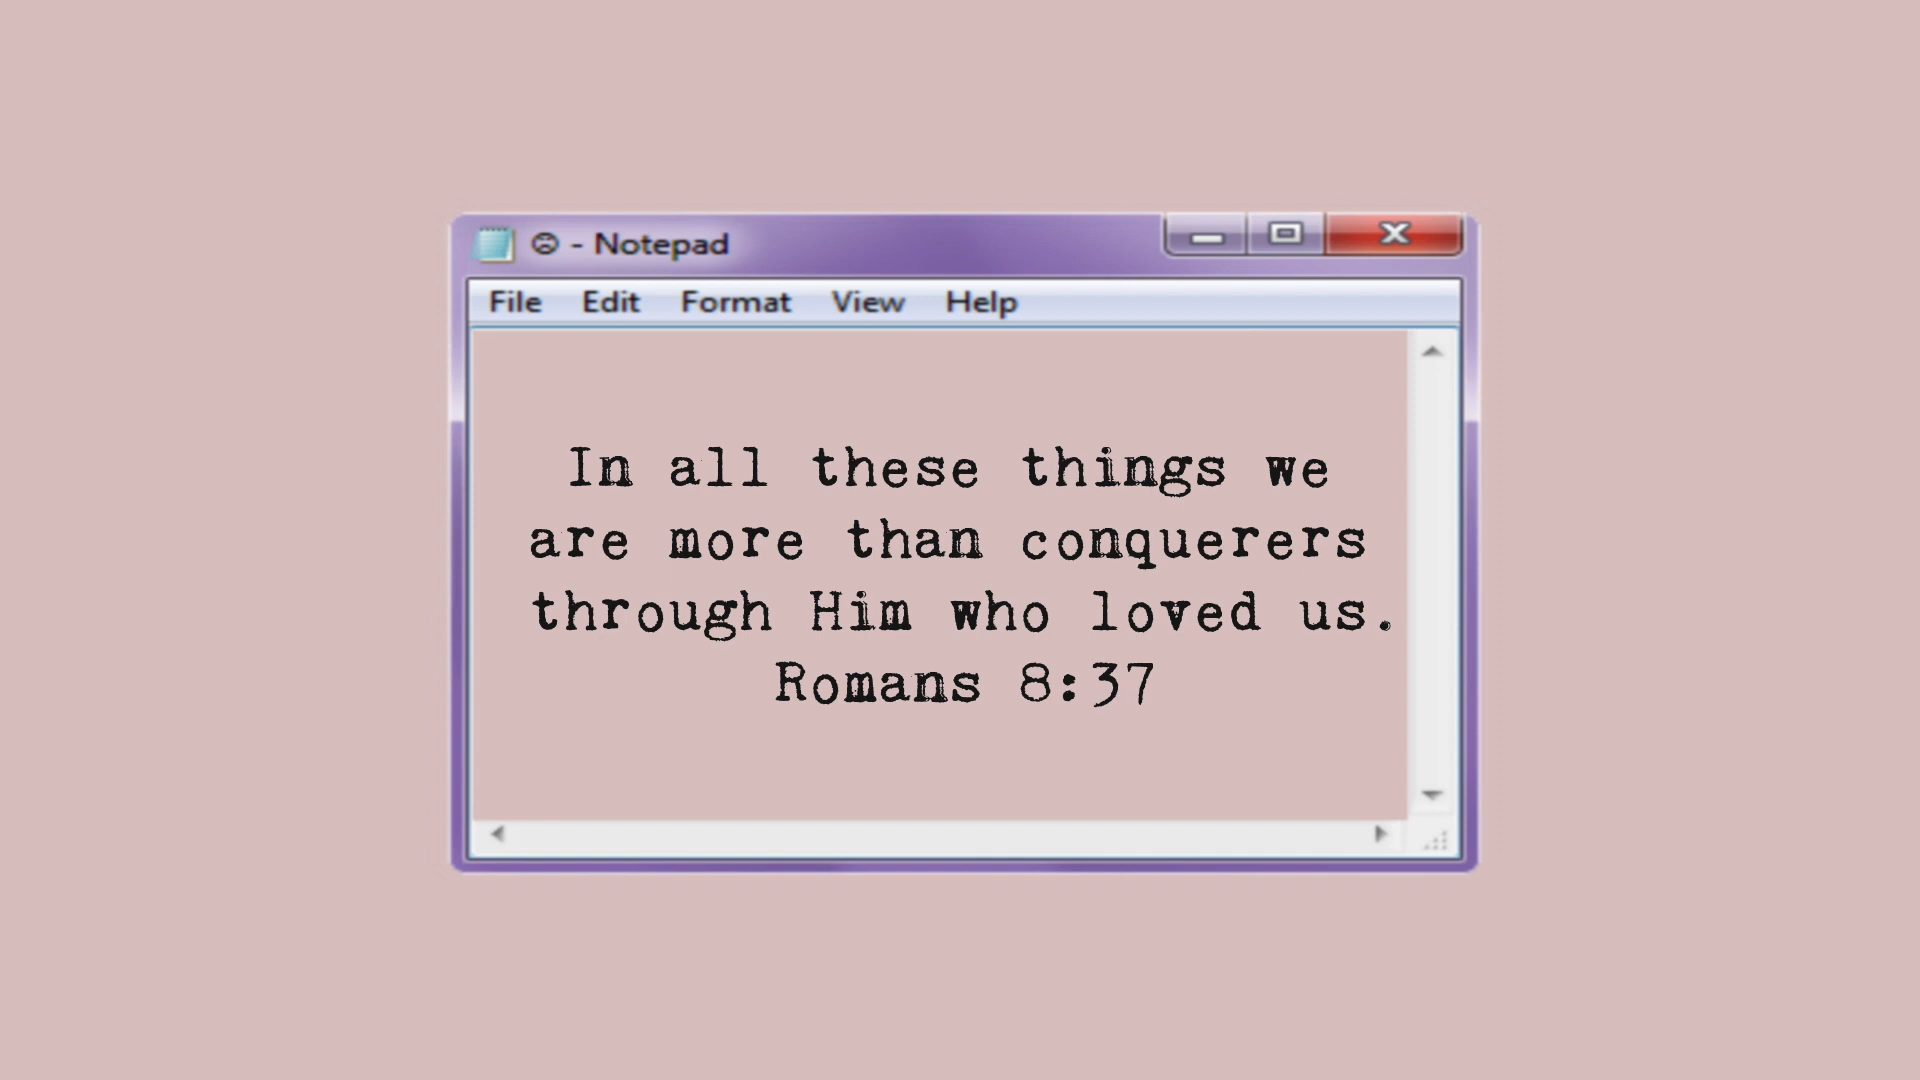 ☹ - Notepad
File Edit Format View Help
In all these things we
are more than conquerers
through Him who loved us.
Romans 8:37